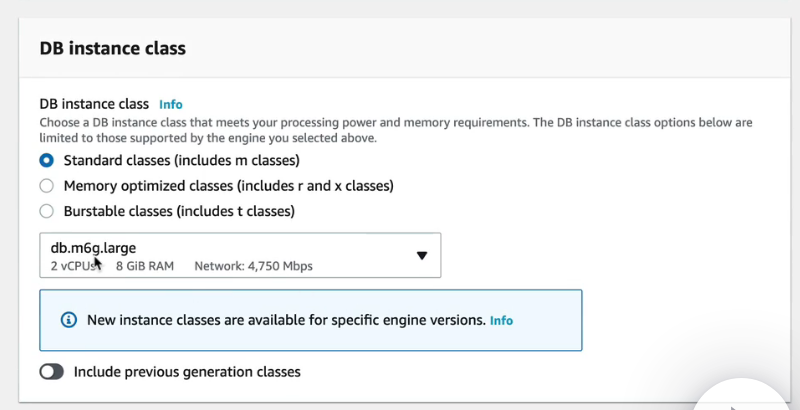 DB instance class
DB instance class Info
Choose a DB instance class that meets your processing power and memory requirements. The DB instance class options below are
limited to those supported by the engine you selected above.
Standard classes (includes m classes)
Memory optimized classes (includes r and x classes)
Burstable classes (includes t classes)
db.m6g.large
2 vCPUs 8 GiB RAM Network: 4,750 Mbps
New instance classes are available for specific engine versions. Info
Include previous generation classes